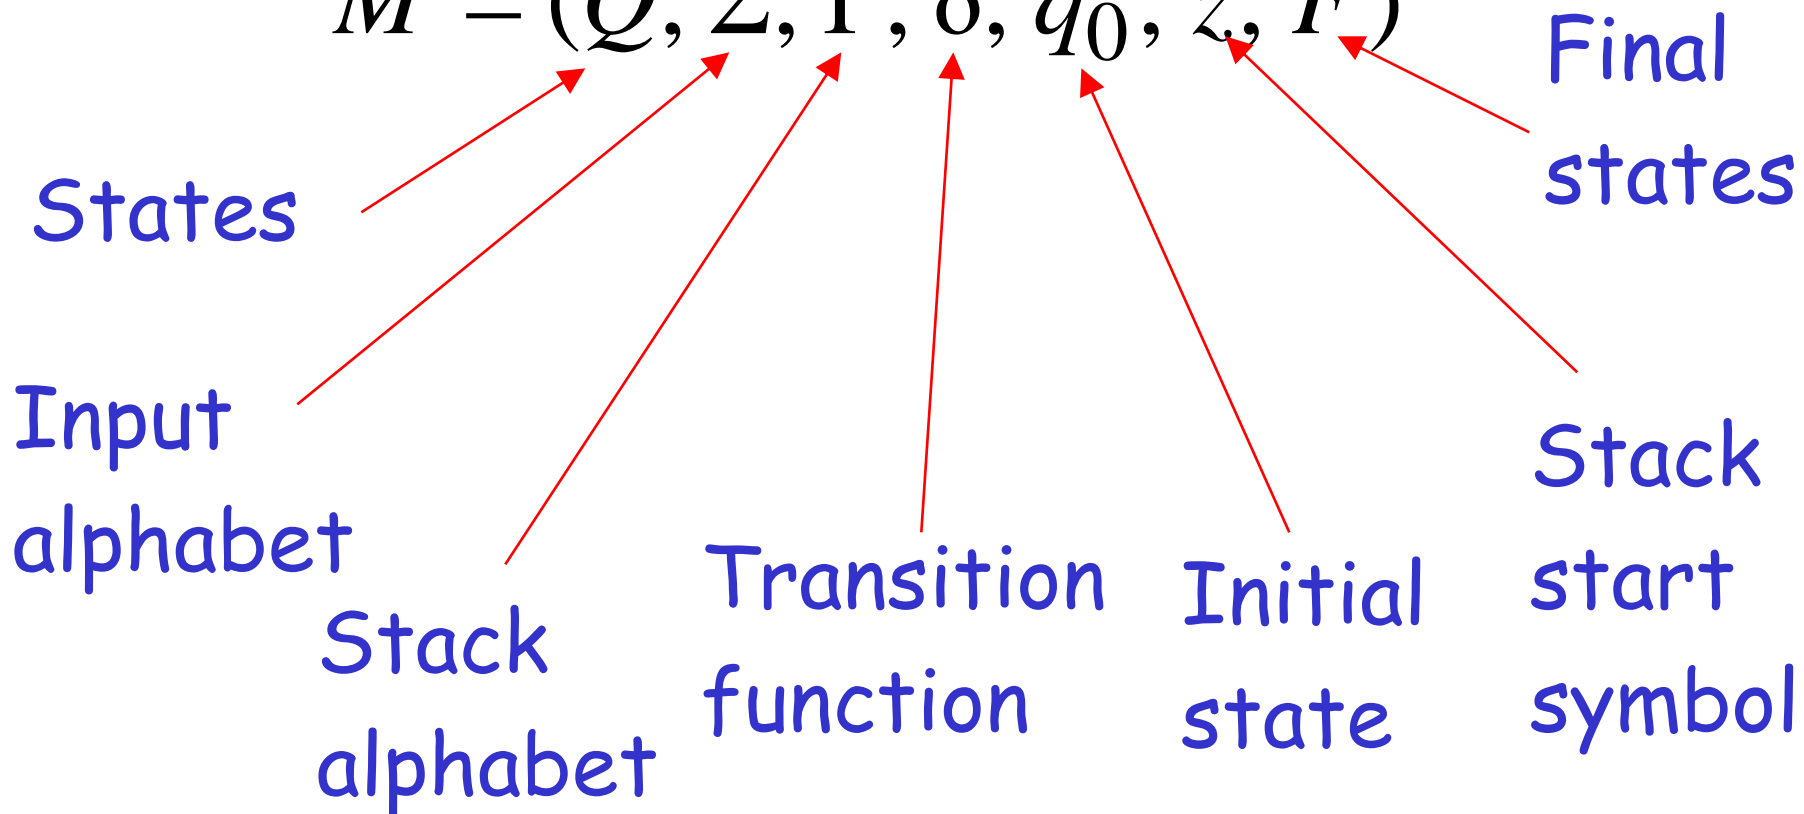 M = (Q, Σ, Γ, δ, q₀, z, F)
Final
states
States
Input
alphabet
Stack
alphabet
Transition
function
Initial
state
Stack
start
symbol